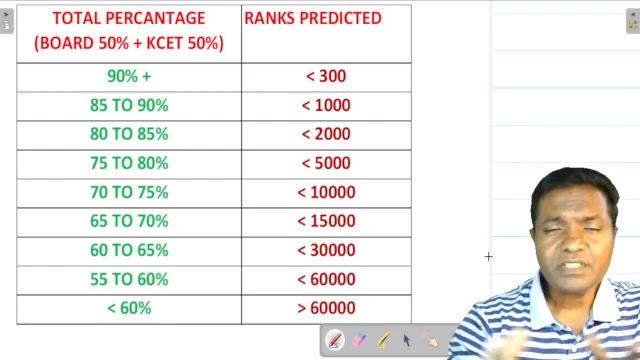 TOTAL PERCANTAGE RANKS PREDICTED
(BOARD 50% + KCET 50%)
90% + < 300
85 TO 90% < 1000
80 TO 85% < 2000
75 TO 80% < 5000
70 TO 75% < 10000
65 TO 70% < 15000
60 TO 65% < 30000
55 TO 60% < 60000
< 60% > 60000